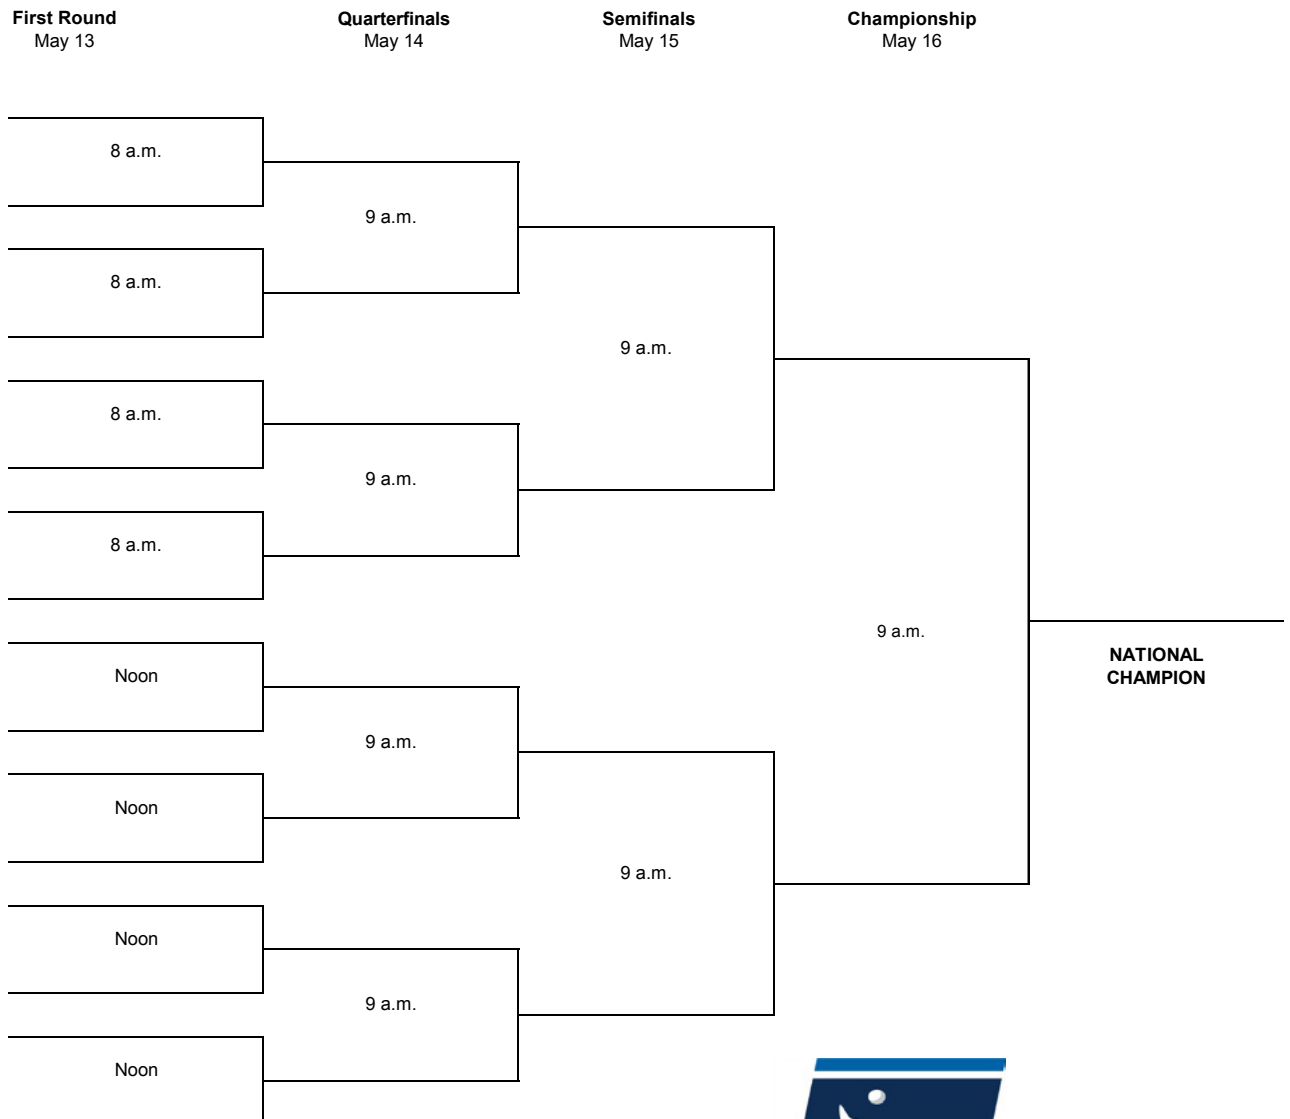 First Round
May 13
Quarterfinals
May 14
Semifinals
May 15
Championship
May 16
8 a.m.
9 a.m.
8 a.m.
9 a.m.
8 a.m.
9 a.m.
8 a.m.
9 a.m.
NATIONAL
CHAMPION
Noon
9 a.m.
Noon
9 a.m.
Noon
9 a.m.
Noon